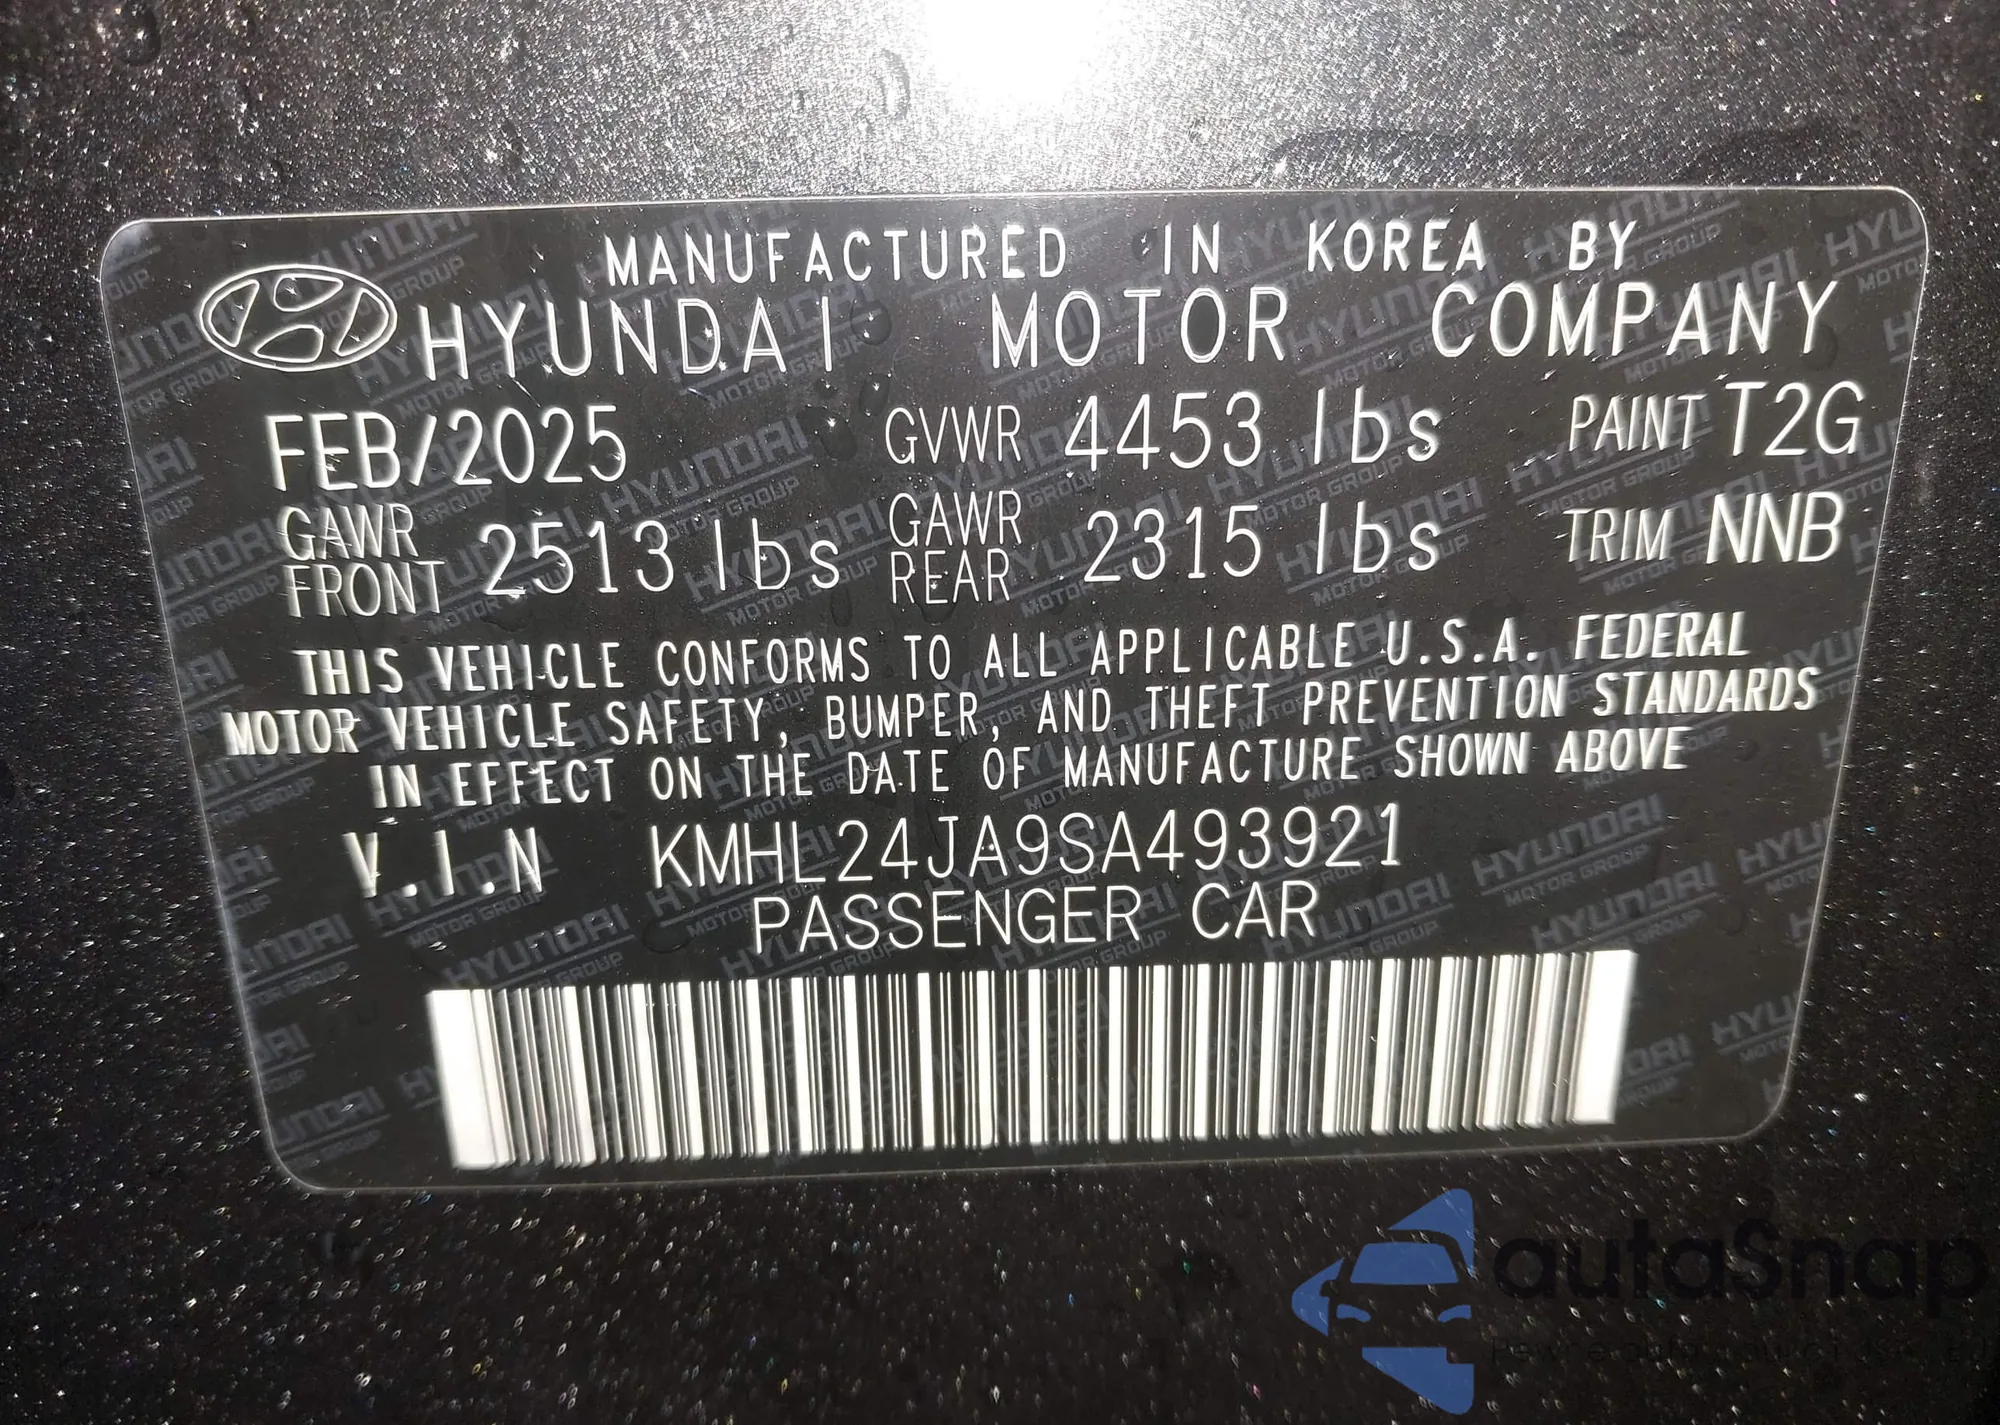 MANUFACTURED IN KOREA BY
HYUNDAI MOTOR COMPANY
FEB/2025 GVWR 4453 lbs PAINT T2G
GAWR FRONT 2513 lbs GAWR REAR 2315 lbs TRIM NNB
THIS VEHICLE CONFORMS TO ALL APPLICABLE U.S.A. FEDERAL
MOTOR VEHICLE SAFETY, BUMPER, AND THEFT PREVENTION STANDARDS
IN EFFECT ON THE DATE OF MANUFACTURE SHOWN ABOVE
V.I.N KMHL24JA9SA493921
PASSENGER CAR
autaSnap